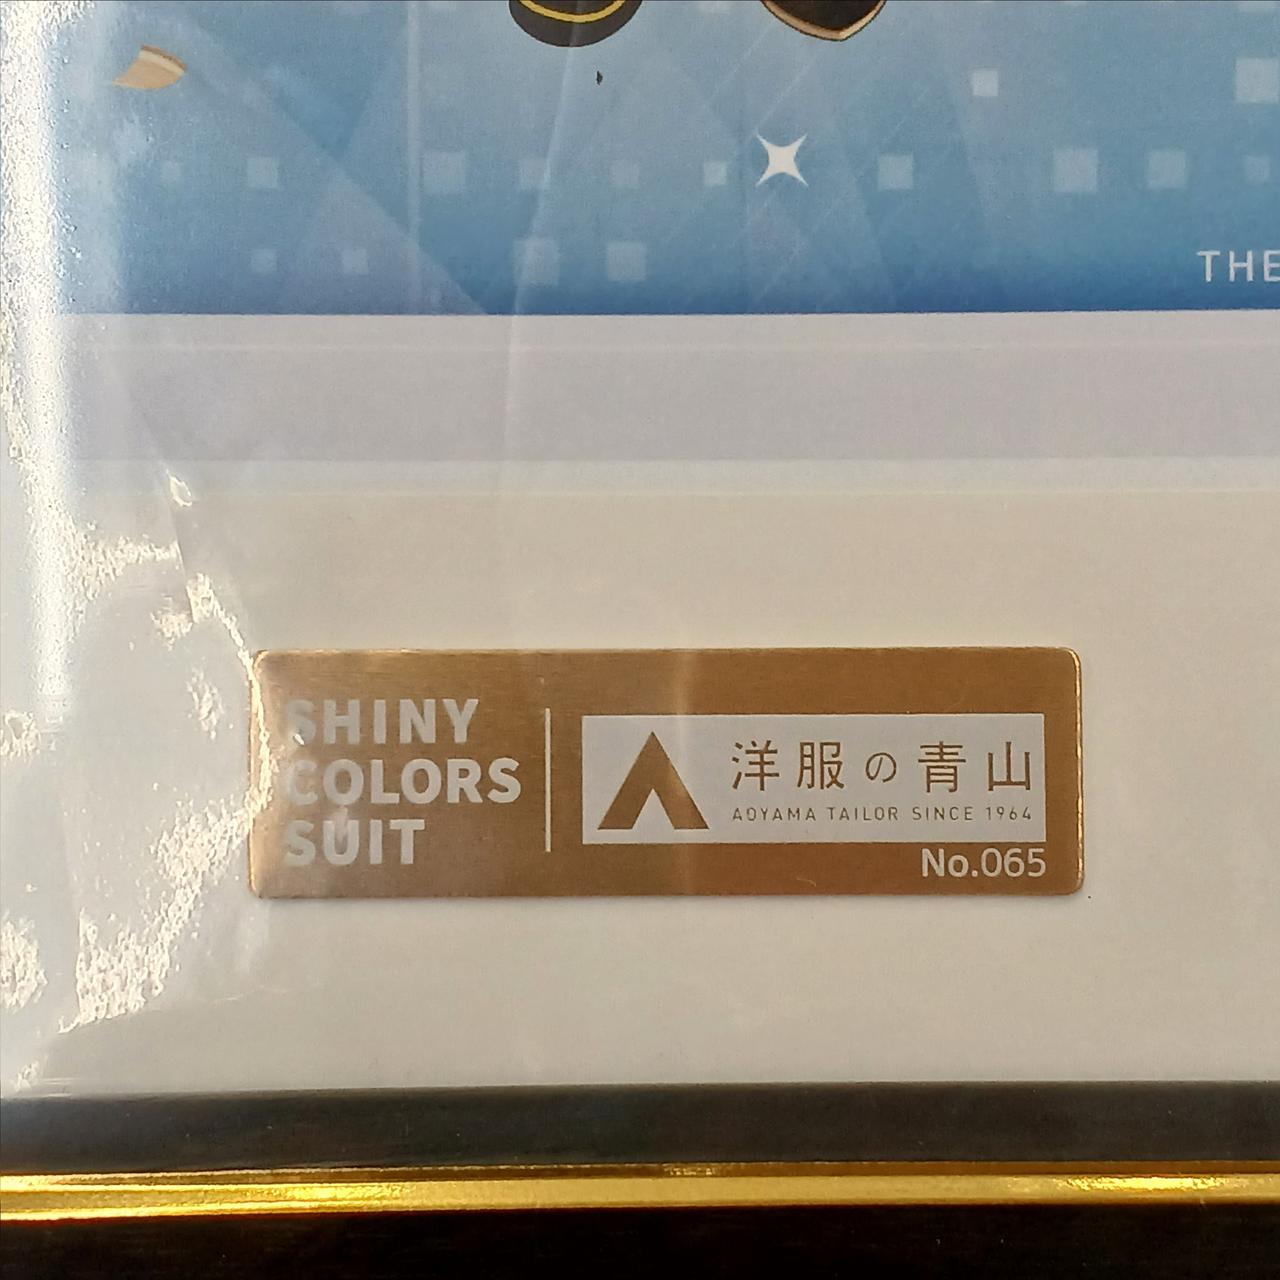 THE
SHINY
COLORS
SUIT
洋服の青山
AOYAMA TAILOR SINCE 1964
No.065